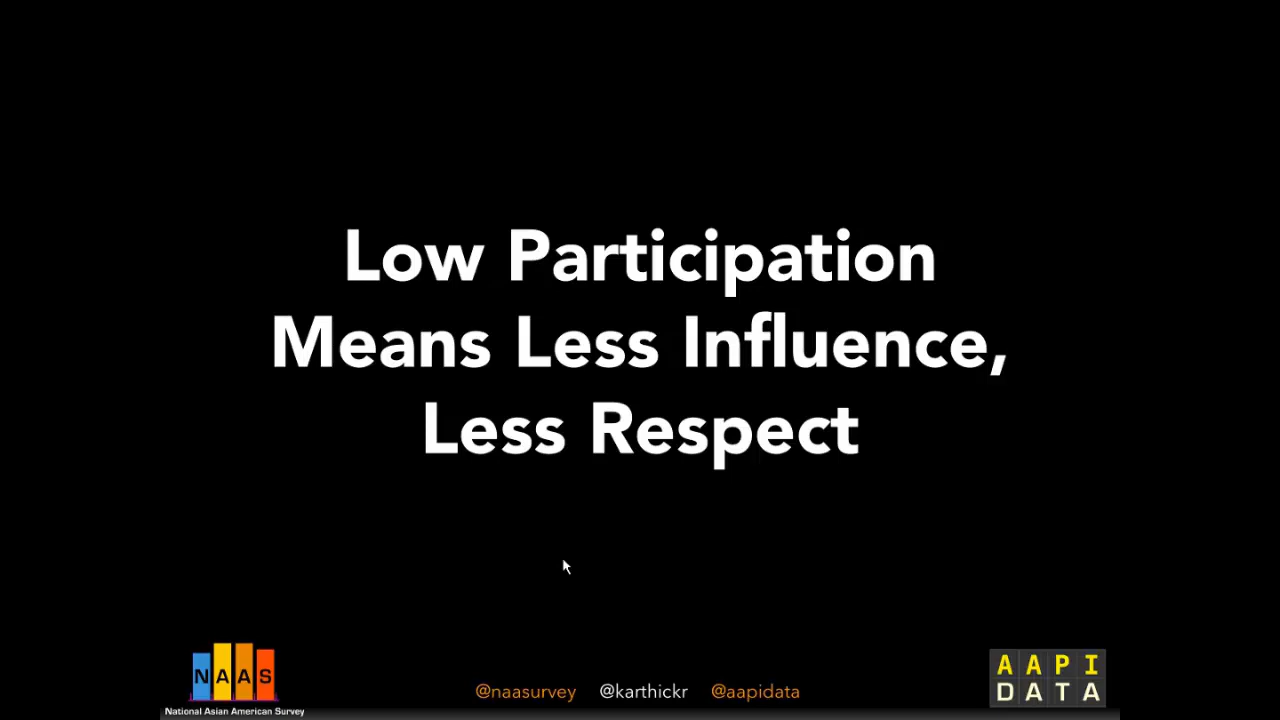 Low Participation
Means Less Influence,
Less Respect
NAAS
National Asian American Survey
@naasurvey @karthickr @aapidata
AAPI
DATA